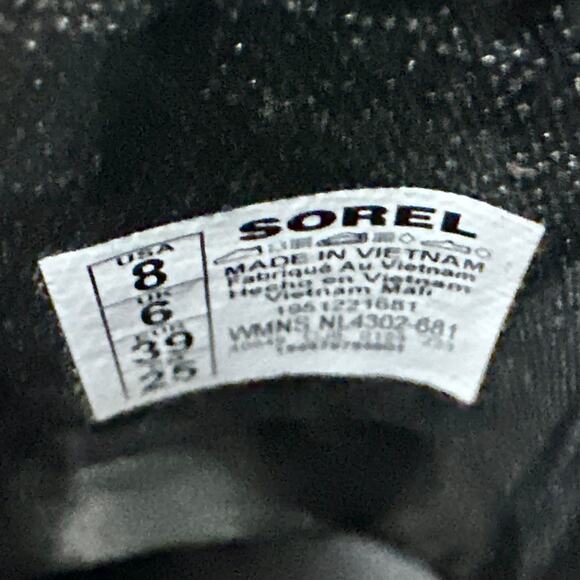 SOREL
USA
8
UK
6
39
MADE IN VIETNAM
Fabriqué Au Vietnam
Hecho en Vietnam
Vietnam Mali
1961221681
WMNS NL4302-681